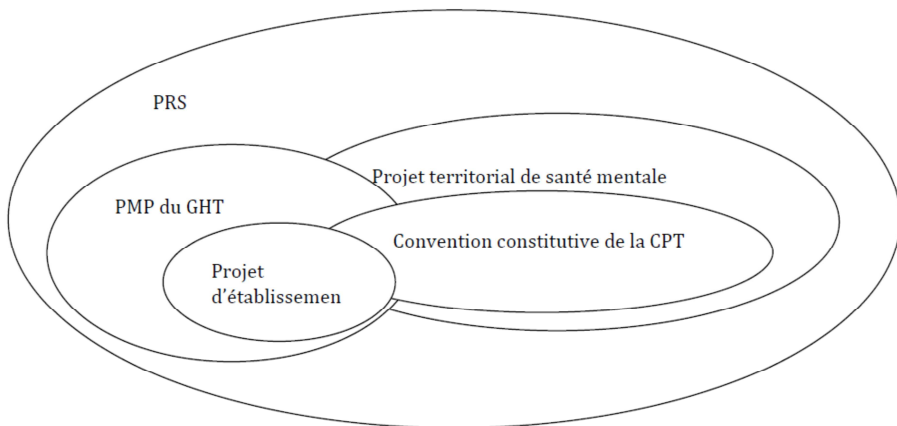 PRS
Projet territorial de santé mentale
PMP du GHT
Convention constitutive de la CPT
Projet
d'établissemen